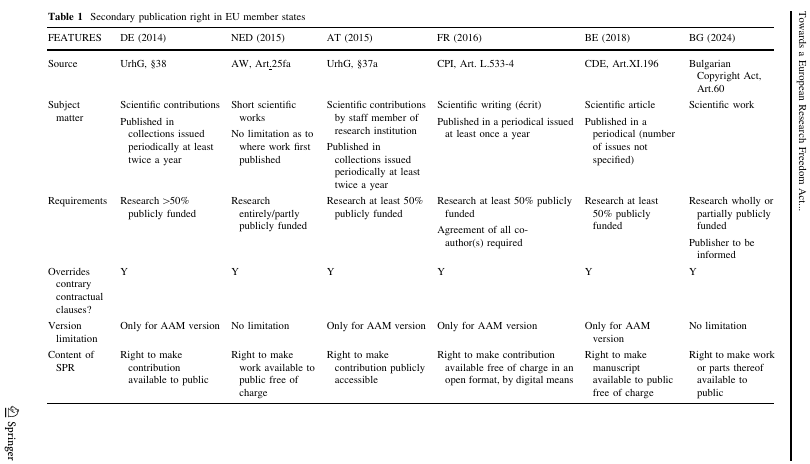 Table 1 Secondary publication right in EU member states
FEATURES DE (2014) NED (2015) AT (2015) FR (2016) BE (2018) BG (2024)
Source UrhG, §38 AW, Art.25fa UrhG, §37a CPI, Art. L.533-4 CDE, Art.XI.196 Bulgarian
Copyright Act,
Art.60
Subject
matter
Scientific contributions
Published in
collections issued
periodically at least
twice a year
Short scientific
works
No limitation as to
where work first
published
Scientific contributions
by staff member of
research institution
Published in
collections issued
periodically at least
twice a year
Scientific writing (écrit)
Published in a periodical issued
at least once a year
Scientific article
Published in a
periodical (number
of issues not
specified)
Scientific work
Requirements
Research >50%
publicly funded
Research
entirely/partly
publicly funded
Research at least 50%
publicly funded
Research at least 50% publicly
funded
Agreement of all co-
author(s) required
Research at least
50% publicly
funded
Research wholly or
partially publicly
funded
Publisher to be
informed
Overrides
contrary
contractual
clauses?
Y Y Y Y Y Y
Version
limitation
Only for AAM version
No limitation
Only for AAM version
Only for AAM version
Only for AAM
version
No limitation
Content of
SPR
Right to make
contribution
available to public
Right to make
work available to
public free of
charge
Right to make
contribution publicly
accessible
Right to make contribution
available free of charge in an
open format, by digital means
Right to make
manuscript
available to public
free of charge
Right to make work
or parts thereof
available to
public
Towards a European Research Freedom Act...
Springer